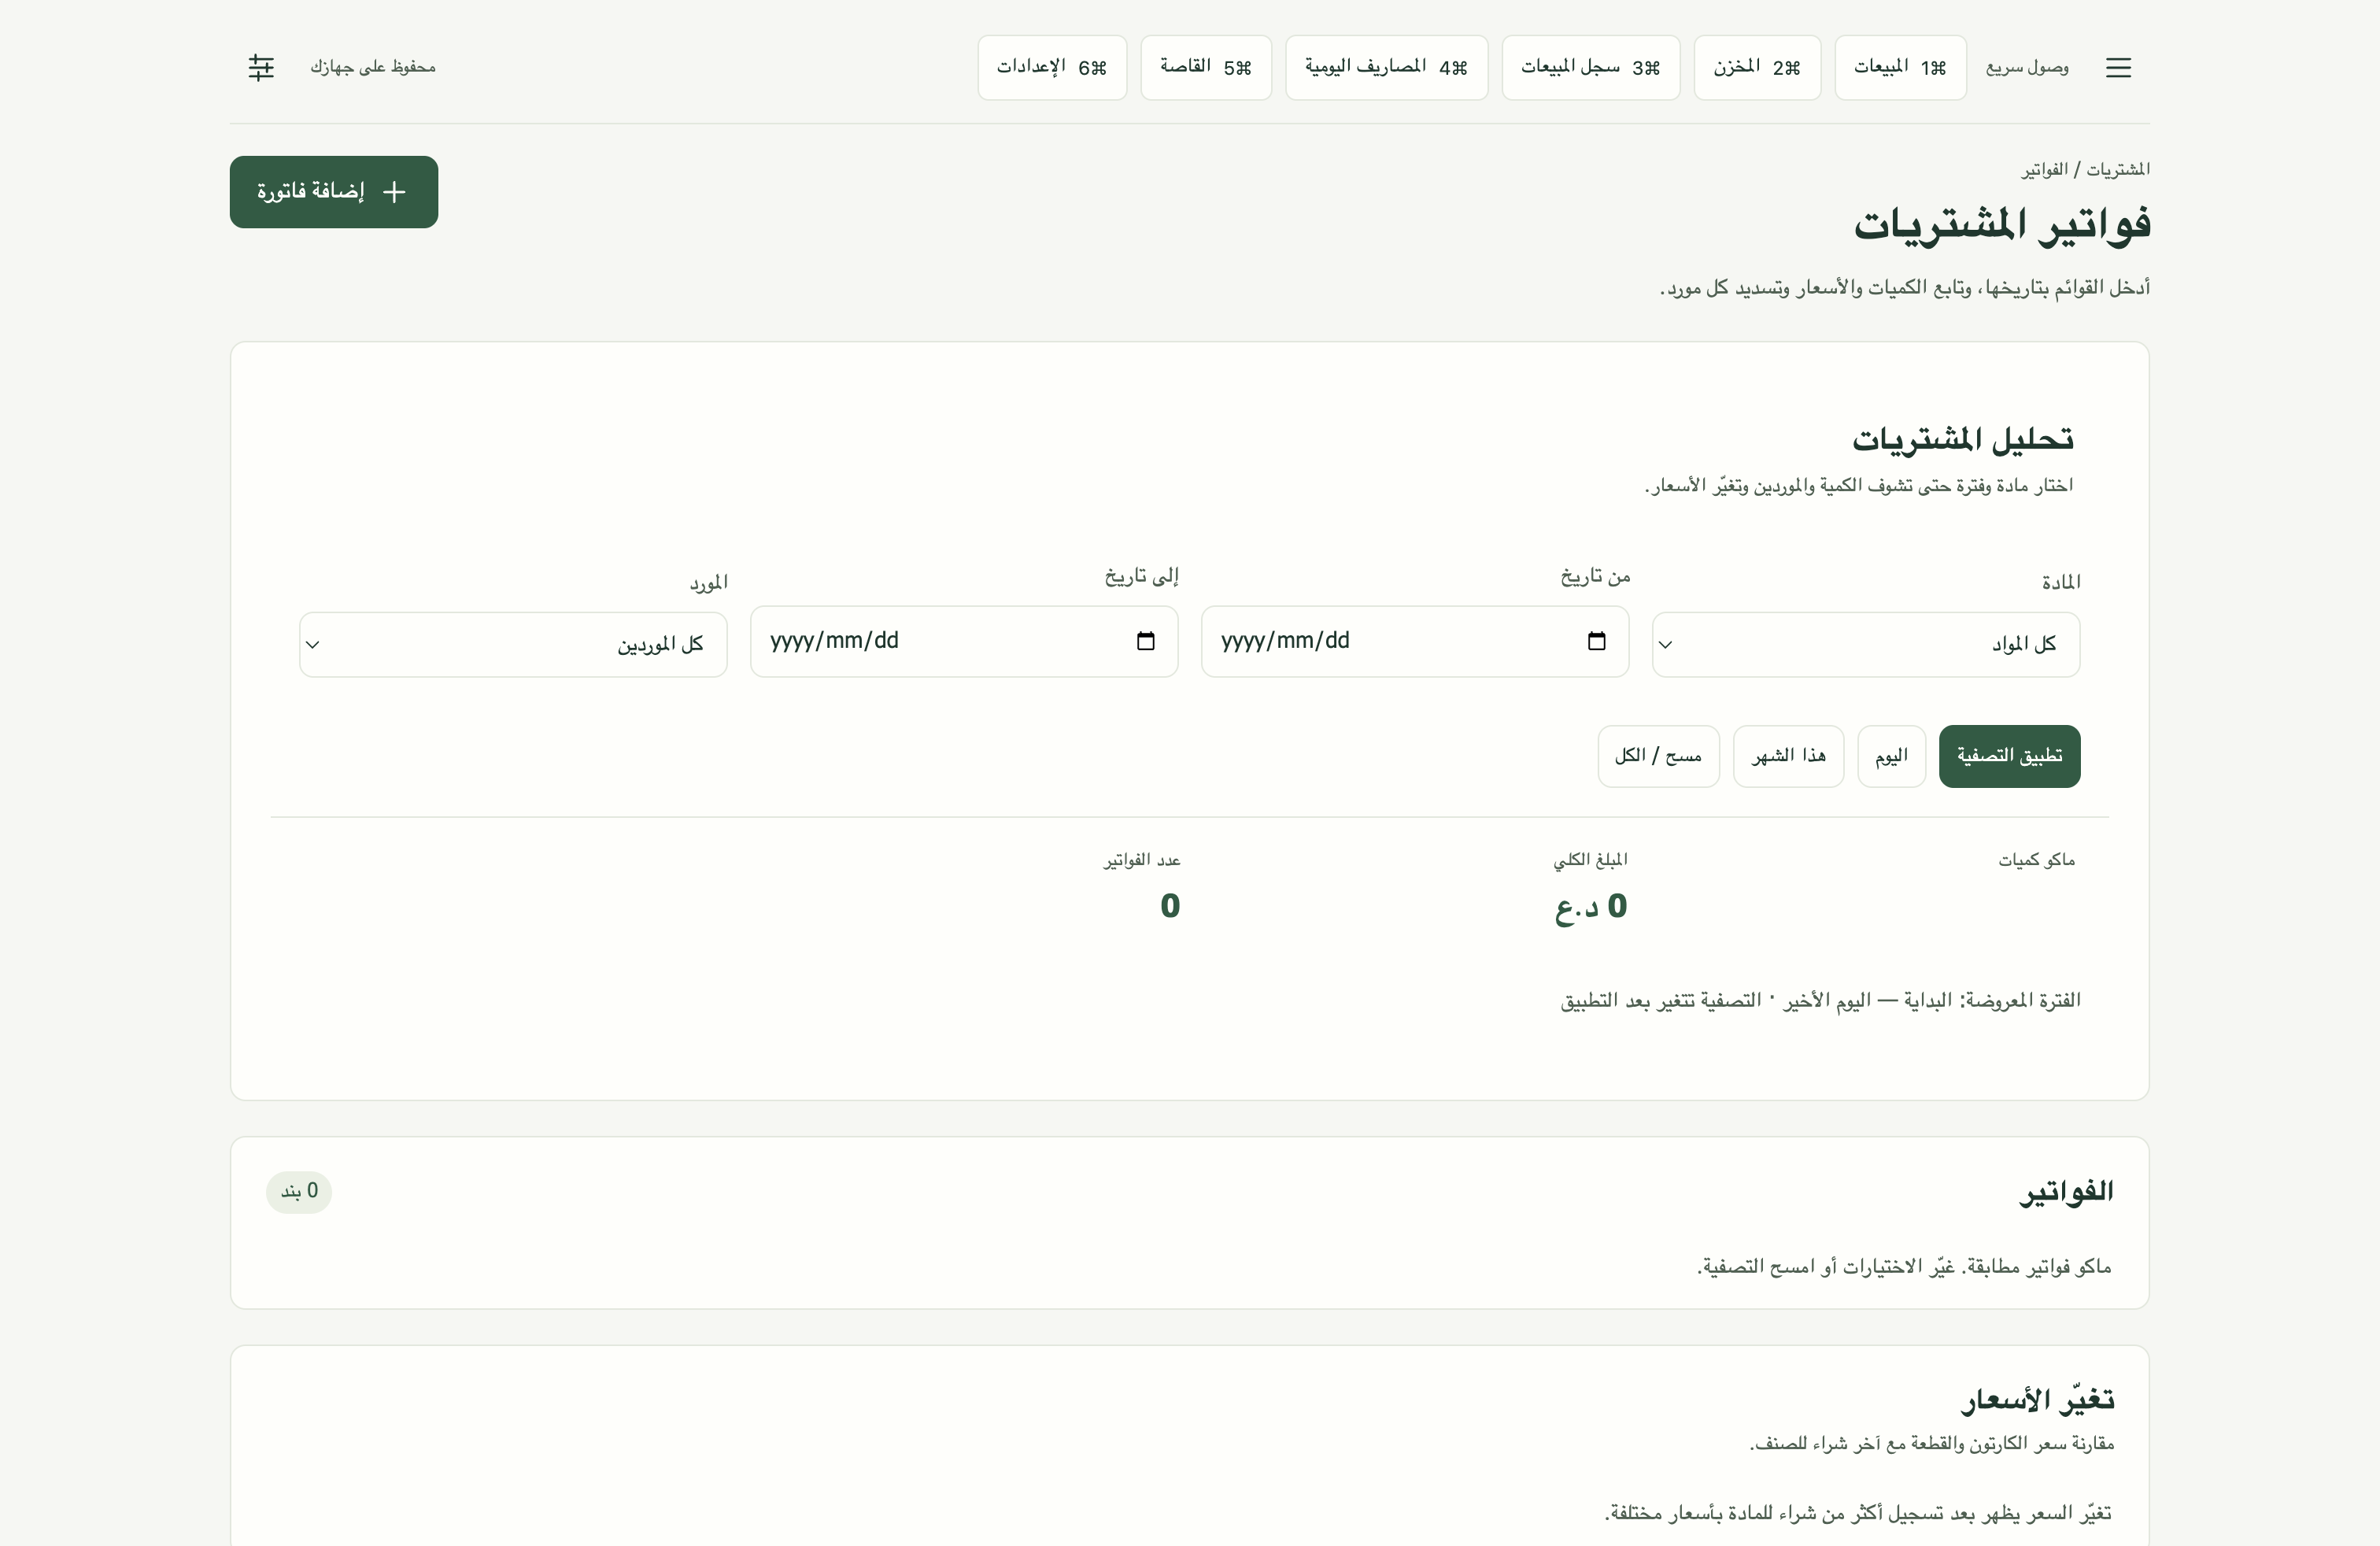 وصول سريع
⌘1 المبيعات
⌘2 المخزن
⌘3 سجل المبيعات
⌘4 المصاريف اليومية
⌘5 القاصة
⌘6 الإعدادات
محفوظ على جهازك
المشتريات / الفواتير
فواتير المشتريات
أدخل القوائم بتاريخها، وتابع الكميات والأسعار وتسديد كل مورد.
+ إضافة فاتورة
تحليل المشتريات
اختار مادة وفترة حتى تشوف الكمية والموردين وتغيّر الأسعار.
المادة
كل المواد
من تاريخ
yyyy/mm/dd
إلى تاريخ
yyyy/mm/dd
المورد
كل الموردين
تطبيق التصفية
اليوم
هذا الشهر
مسح / الكل
ماكو كميات
المبلغ الكلي
0 د.ع
عدد الفواتير
0
الفترة المعروضة: البداية — اليوم الأخير · التصفية تتغير بعد التطبيق
الفواتير
0 بند
ماكو فواتير مطابقة. غيّر الاختيارات أو امسح التصفية.
تغيّر الأسعار
مقارنة سعر الكارتون والقطعة مع آخر شراء للصنف.
تغيّر السعر يظهر بعد تسجيل أكثر من شراء للمادة بأسعار مختلفة.